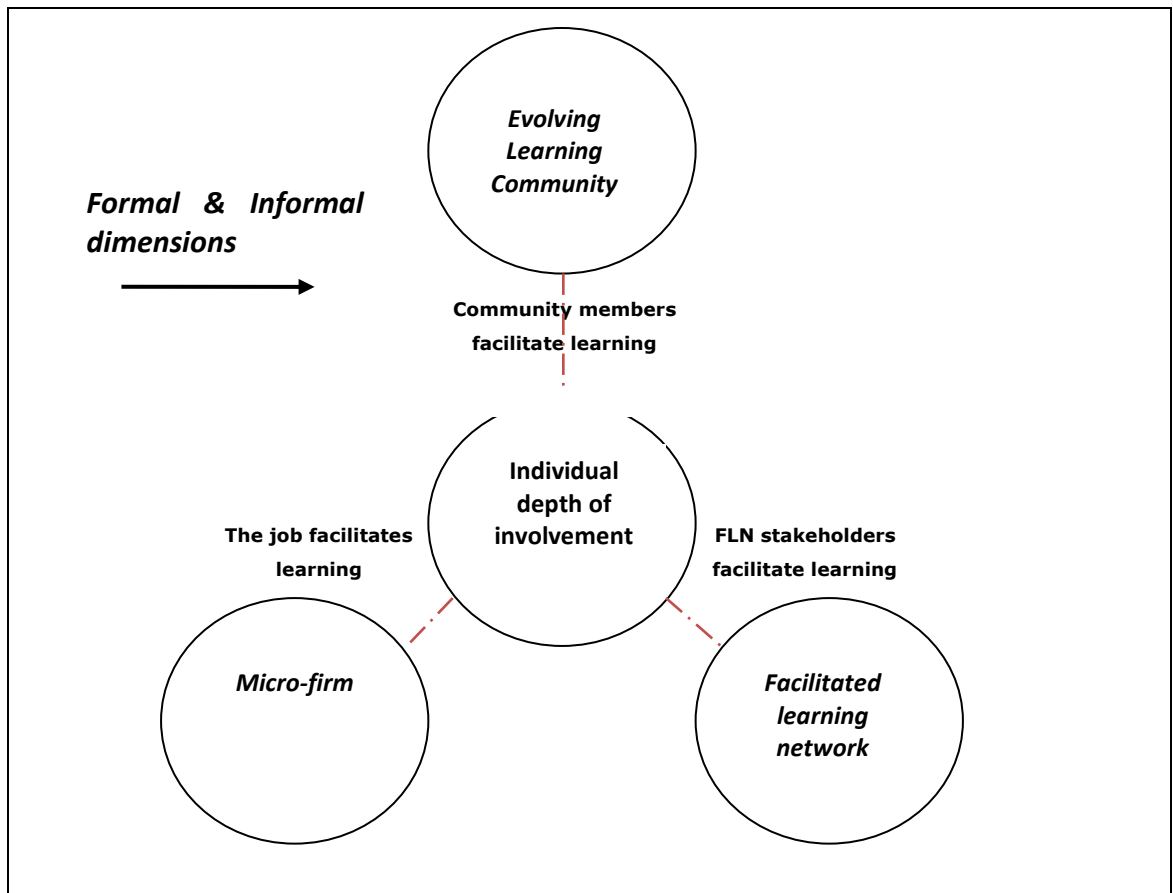 Evolving
Learning
Community
Formal & Informal
dimensions
Community members
facilitate learning
Individual
depth of
involvement
The job facilitates
learning
FLN stakeholders
facilitate learning
Micro-firm
Facilitated
learning
network